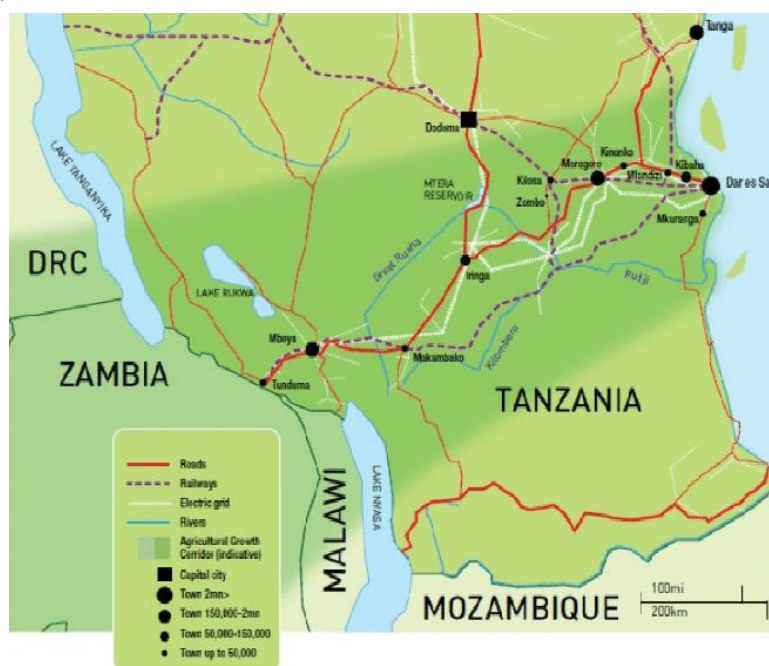 Tanga
Dodoma
Kinonko
Morogoro
Kilosa
Mlandizi
Kibaha
Dar es Sa
Zombo
Mkuranga
MTERA
RESERVOIR
LAKE TANGANYIKA
Great Ruaha
Iringa
Rufiji
DRC
LAKE RUKWA
Mbeya
Makambako
Kilombero
ZAMBIA
Tunduma
TANZANIA
Roads
Railways
Electric grid
Rivers
Agricultural Growth
Corridor (indicative)
Capital city
Town 2mn>
Town 150,000-2mn
Town 50,000-150,000
Town up to 50,000
MALAWI
LAKE NYASA
MOZAMBIQUE
100mi
200km